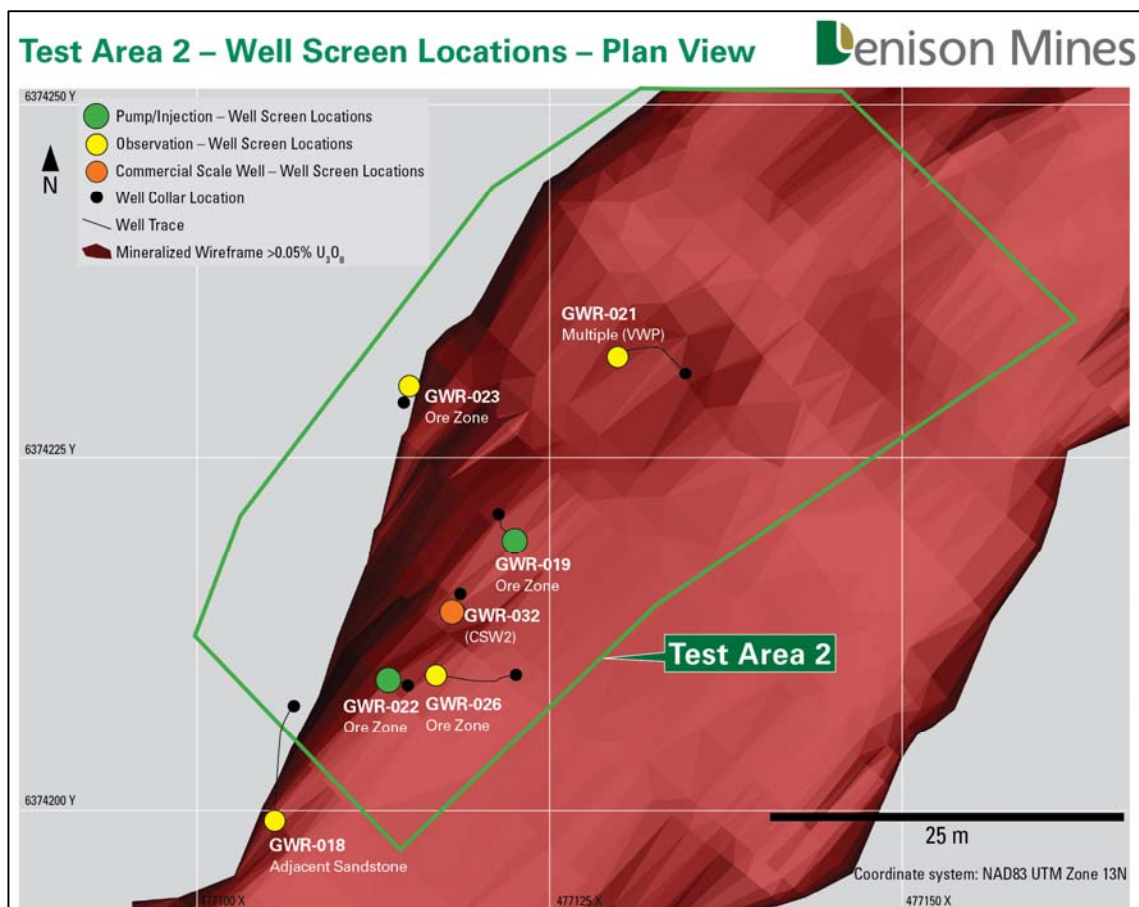 Test Area 2 – Well Screen Locations – Plan View
Denison Mines
6374250 Y
Pump/Injection – Well Screen Locations
Observation – Well Screen Locations
Commercial Scale Well – Well Screen Locations
Well Collar Location
Well Trace
Mineralized Wireframe >0.05% U₃O₈
N
GWR-021
Multiple (VWP)
GWR-023
Ore Zone
6374225 Y
GWR-019
Ore Zone
GWR-032
(CSW2)
Test Area 2
GWR-022
Ore Zone
GWR-026
Ore Zone
6374200 Y
GWR-018
Adjacent Sandstone
25 m
Coordinate system: NAD83 UTM Zone 13N
477100 X
477125 X
477150 X